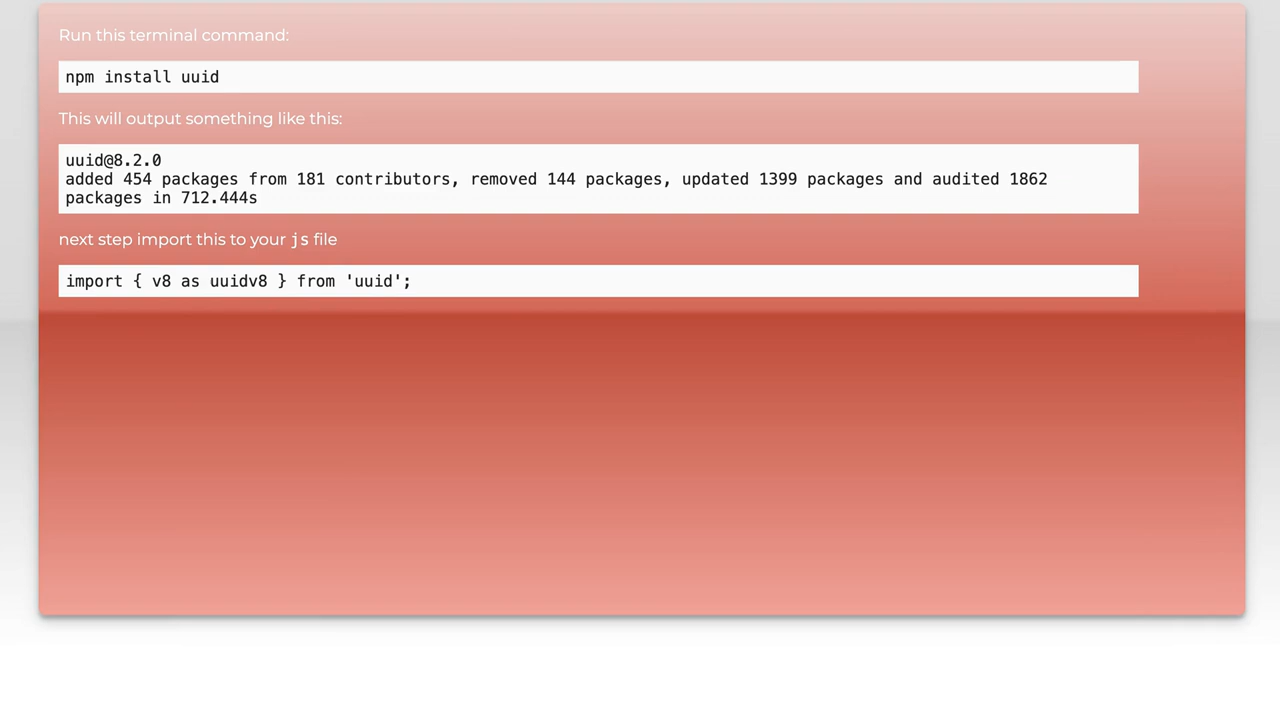 Run this terminal command:
npm install uuid
This will output something like this:
uuid@8.2.0
added 454 packages from 181 contributors, removed 144 packages, updated 1399 packages and audited 1862
packages in 712.444s
next step import this to your js file
import { v8 as uuidv8 } from 'uuid';